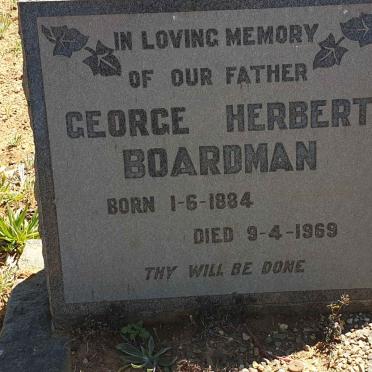 IN LOVING MEMORY
OF OUR FATHER
GEORGE HERBERT
BOARDMAN
BORN 1-6-1884
DIED 9-4-1969
THY WILL BE DONE